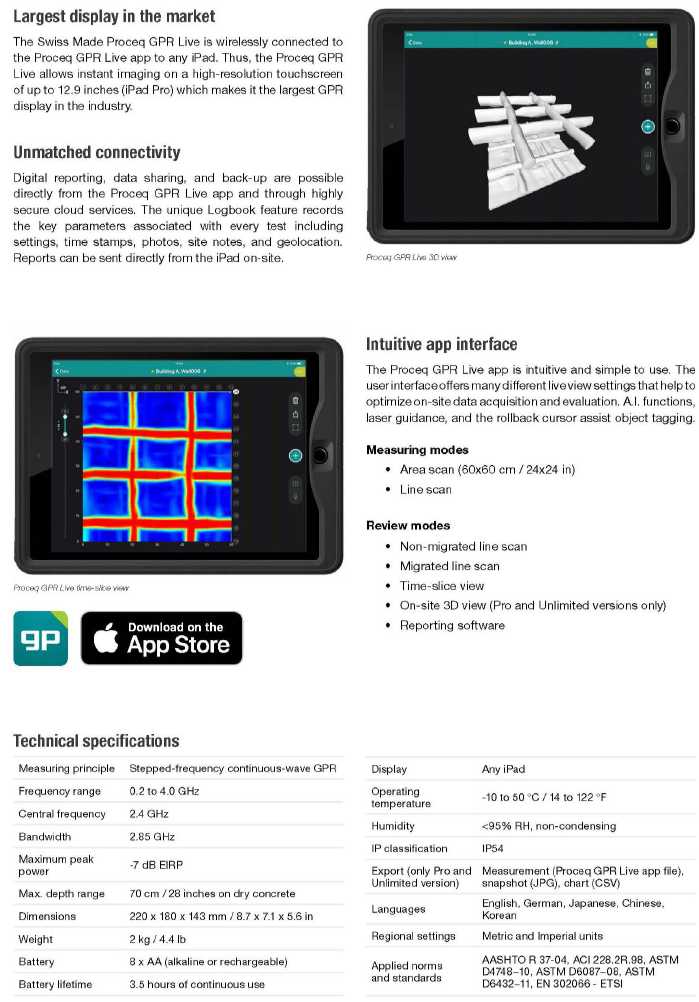 Largest display in the market
The Swiss Made Proceq GPR Live is wirelessly connected to
the Proceq GPR Live app to any iPad. Thus, the Proceq GPR
Live allows instant imaging on a high-resolution touchscreen
of up to 12.9 inches (iPad Pro) which makes it the largest GPR
display in the industry.
Unmatched connectivity
Digital reporting, data sharing, and back-up are possible
directly from the Proceq GPR Live app and through highly
secure cloud services. The unique Logbook feature records
the key parameters associated with every test including
settings, time stamps, photos, site notes, and geolocation.
Reports can be sent directly from the iPad on-site.
Data
Building A, Wall006
Proceq GPR Live 3D view
Data
Building A, Wall006
Proceq GPR Live time-slice view
gp
Download on the
App Store
Intuitive app interface
The Proceq GPR Live app is intuitive and simple to use. The
user interface offers many different live view settings that help to
optimize on-site data acquisition and evaluation. A.I. functions,
laser guidance, and the rollback cursor assist object tagging.
Measuring modes
• Area scan (60x60 cm / 24x24 in)
• Line scan
Review modes
• Non-migrated line scan
• Migrated line scan
• Time-slice view
• On-site 3D view (Pro and Unlimited versions only)
• Reporting software
Technical specifications
Measuring principle Stepped-frequency continuous-wave GPR
Frequency range 0.2 to 4.0 GHz
Central frequency 2.4 GHz
Bandwidth 2.85 GHz
Maximum peak
power -7 dB EIRP
Max. depth range 70 cm / 28 inches on dry concrete
Dimensions 220 x 180 x 143 mm / 8.7 x 7.1 x 5.6 in
Weight 2 kg / 4.4 lb
Battery 8 x AA (alkaline or rechargeable)
Battery lifetime 3.5 hours of continuous use
Display Any iPad
Operating
temperature -10 to 50 °C / 14 to 122 °F
Humidity <95% RH, non-condensing
IP classification IP54
Export (only Pro and Measurement (Proceq GPR Live app file),
Unlimited version) snapshot (JPG), chart (CSV)
Languages English, German, Japanese, Chinese,
Korean
Regional settings Metric and Imperial units
Applied norms AASHTO R 37-04, ACI 228.2R.98, ASTM
and standards D4748–10, ASTM D6087–08, ASTM
D6432–11, EN 302066 - ETSI